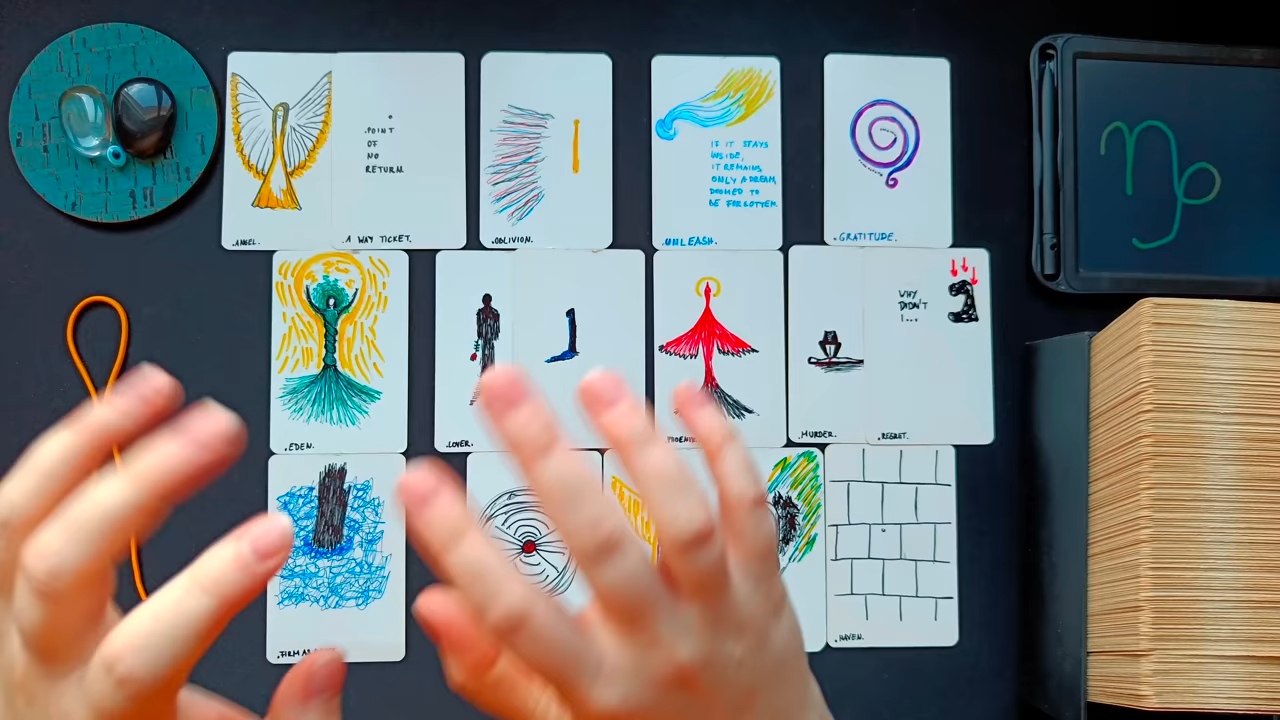 .ANGEL.
.POINT
OF
NO
RETURN.
.A WAY TICKET.
.OBLIVION.
IF IT STAYS
INSIDE,
IT REMAINS
ONLY A DREAM,
DOOMED TO
BE FORGOTTEN.
.UNLEASH.
.GRATITUDE.
.EDEN.
.LOVER.
.PHOENIX
.MURDER.
WHY
DIDN'T
I...
.REGRET.
.HAVEN.